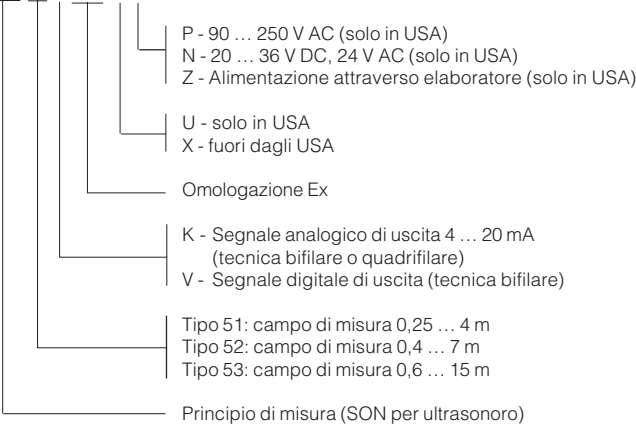 P - 90 … 250 V AC (solo in USA)
N - 20 … 36 V DC, 24 V AC (solo in USA)
Z - Alimentazione attraverso elaboratore (solo in USA)
U - solo in USA
X - fuori dagli USA
Omologazione Ex
K - Segnale analogico di uscita 4 … 20 mA
(tecnica bifilare o quadrifilare)
V - Segnale digitale di uscita (tecnica bifilare)
Tipo 51: campo di misura 0,25 … 4 m
Tipo 52: campo di misura 0,4 … 7 m
Tipo 53: campo di misura 0,6 … 15 m
Principio di misura (SON per ultrasonoro)